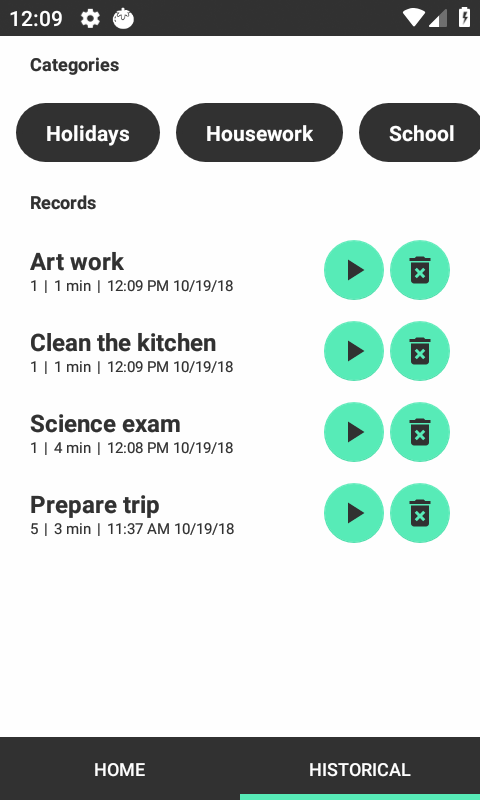 12:09
Categories
Holidays
Housework
School
Records
Art work
1 | 1 min | 12:09 PM 10/19/18
Clean the kitchen
1 | 1 min | 12:09 PM 10/19/18
Science exam
1 | 4 min | 12:08 PM 10/19/18
Prepare trip
5 | 3 min | 11:37 AM 10/19/18
HOME
HISTORICAL